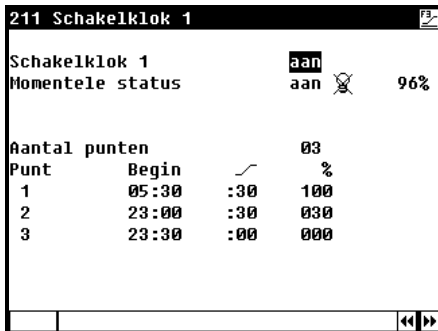 211 Schakelklok 1 F3
Schakelklok 1 aan
Momentele status aan 96%
Aantal punten 03
Punt Begin %
1 05:30 :30 100
2 23:00 :30 030
3 23:30 :00 000